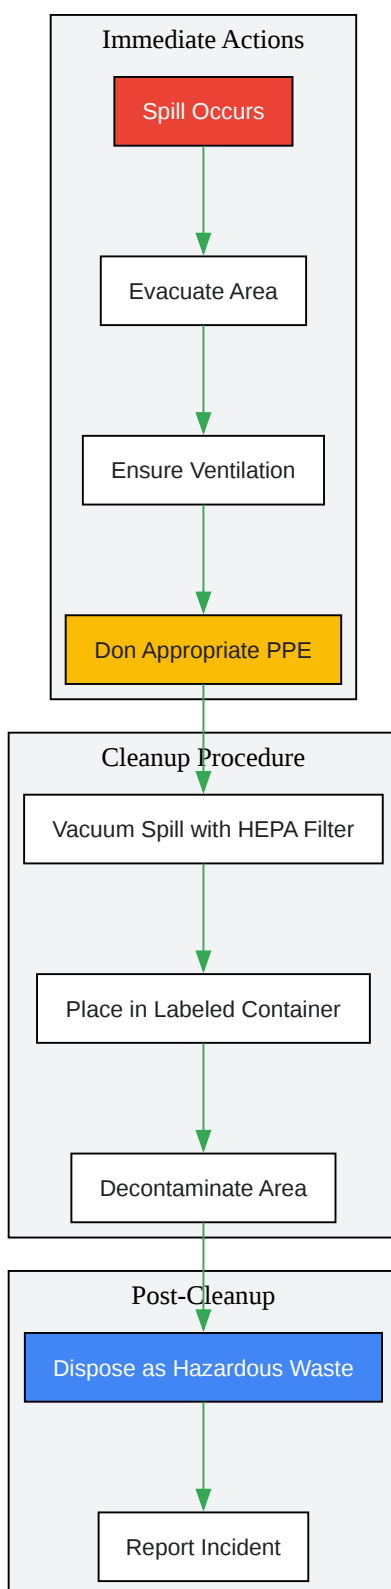 Immediate Actions
Spill Occurs
Evacuate Area
Ensure Ventilation
Don Appropriate PPE
Cleanup Procedure
Vacuum Spill with HEPA Filter
Place in Labeled Container
Decontaminate Area
Post-Cleanup
Dispose as Hazardous Waste
Report Incident